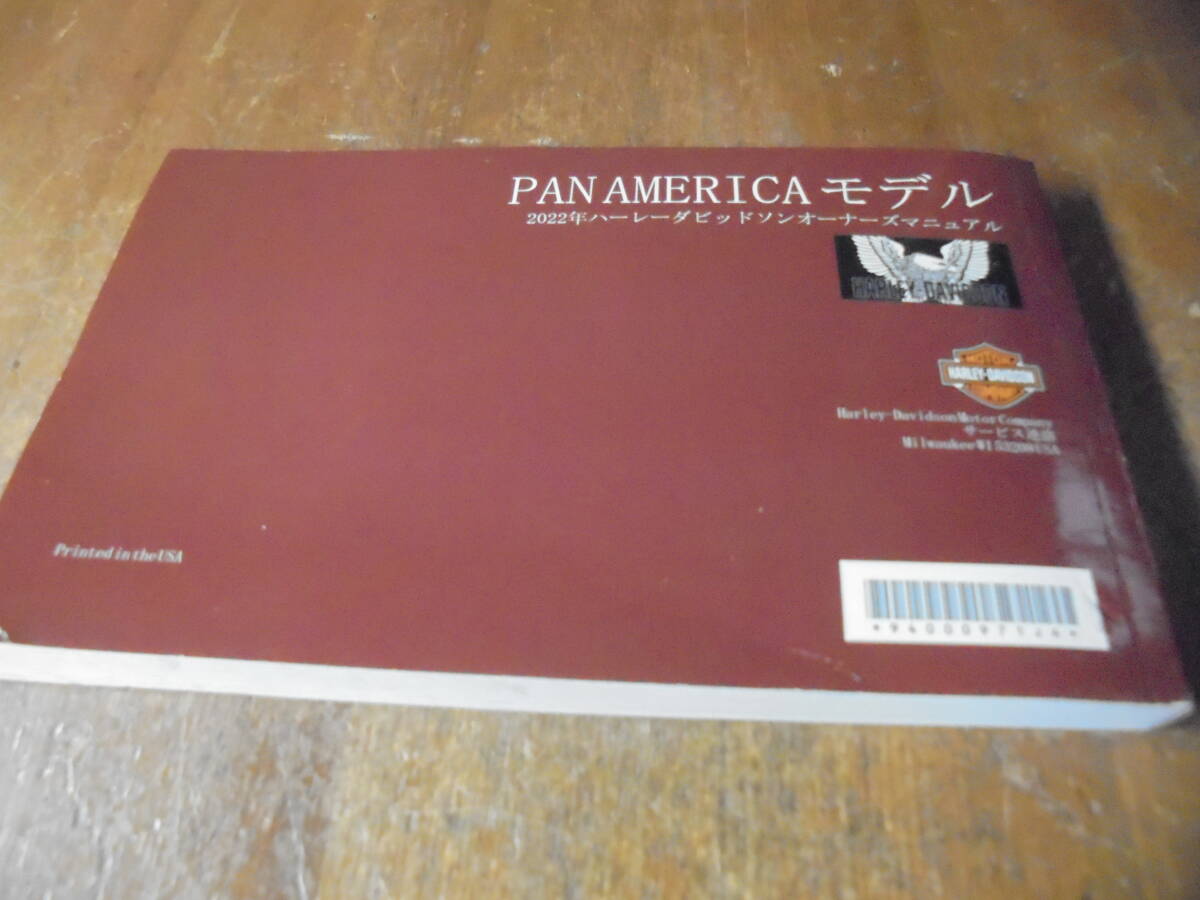 PAN AMERICA モデル
2022年ハーレーダビッドソンオーナーズマニュアル
HARLEY-DAVIDSON
HARLEY-DAVIDSON
Harley-Davidson Motor Company
サービス通信
Milwaukee WI 53208 USA
Printed in the USA
*94000971JA*